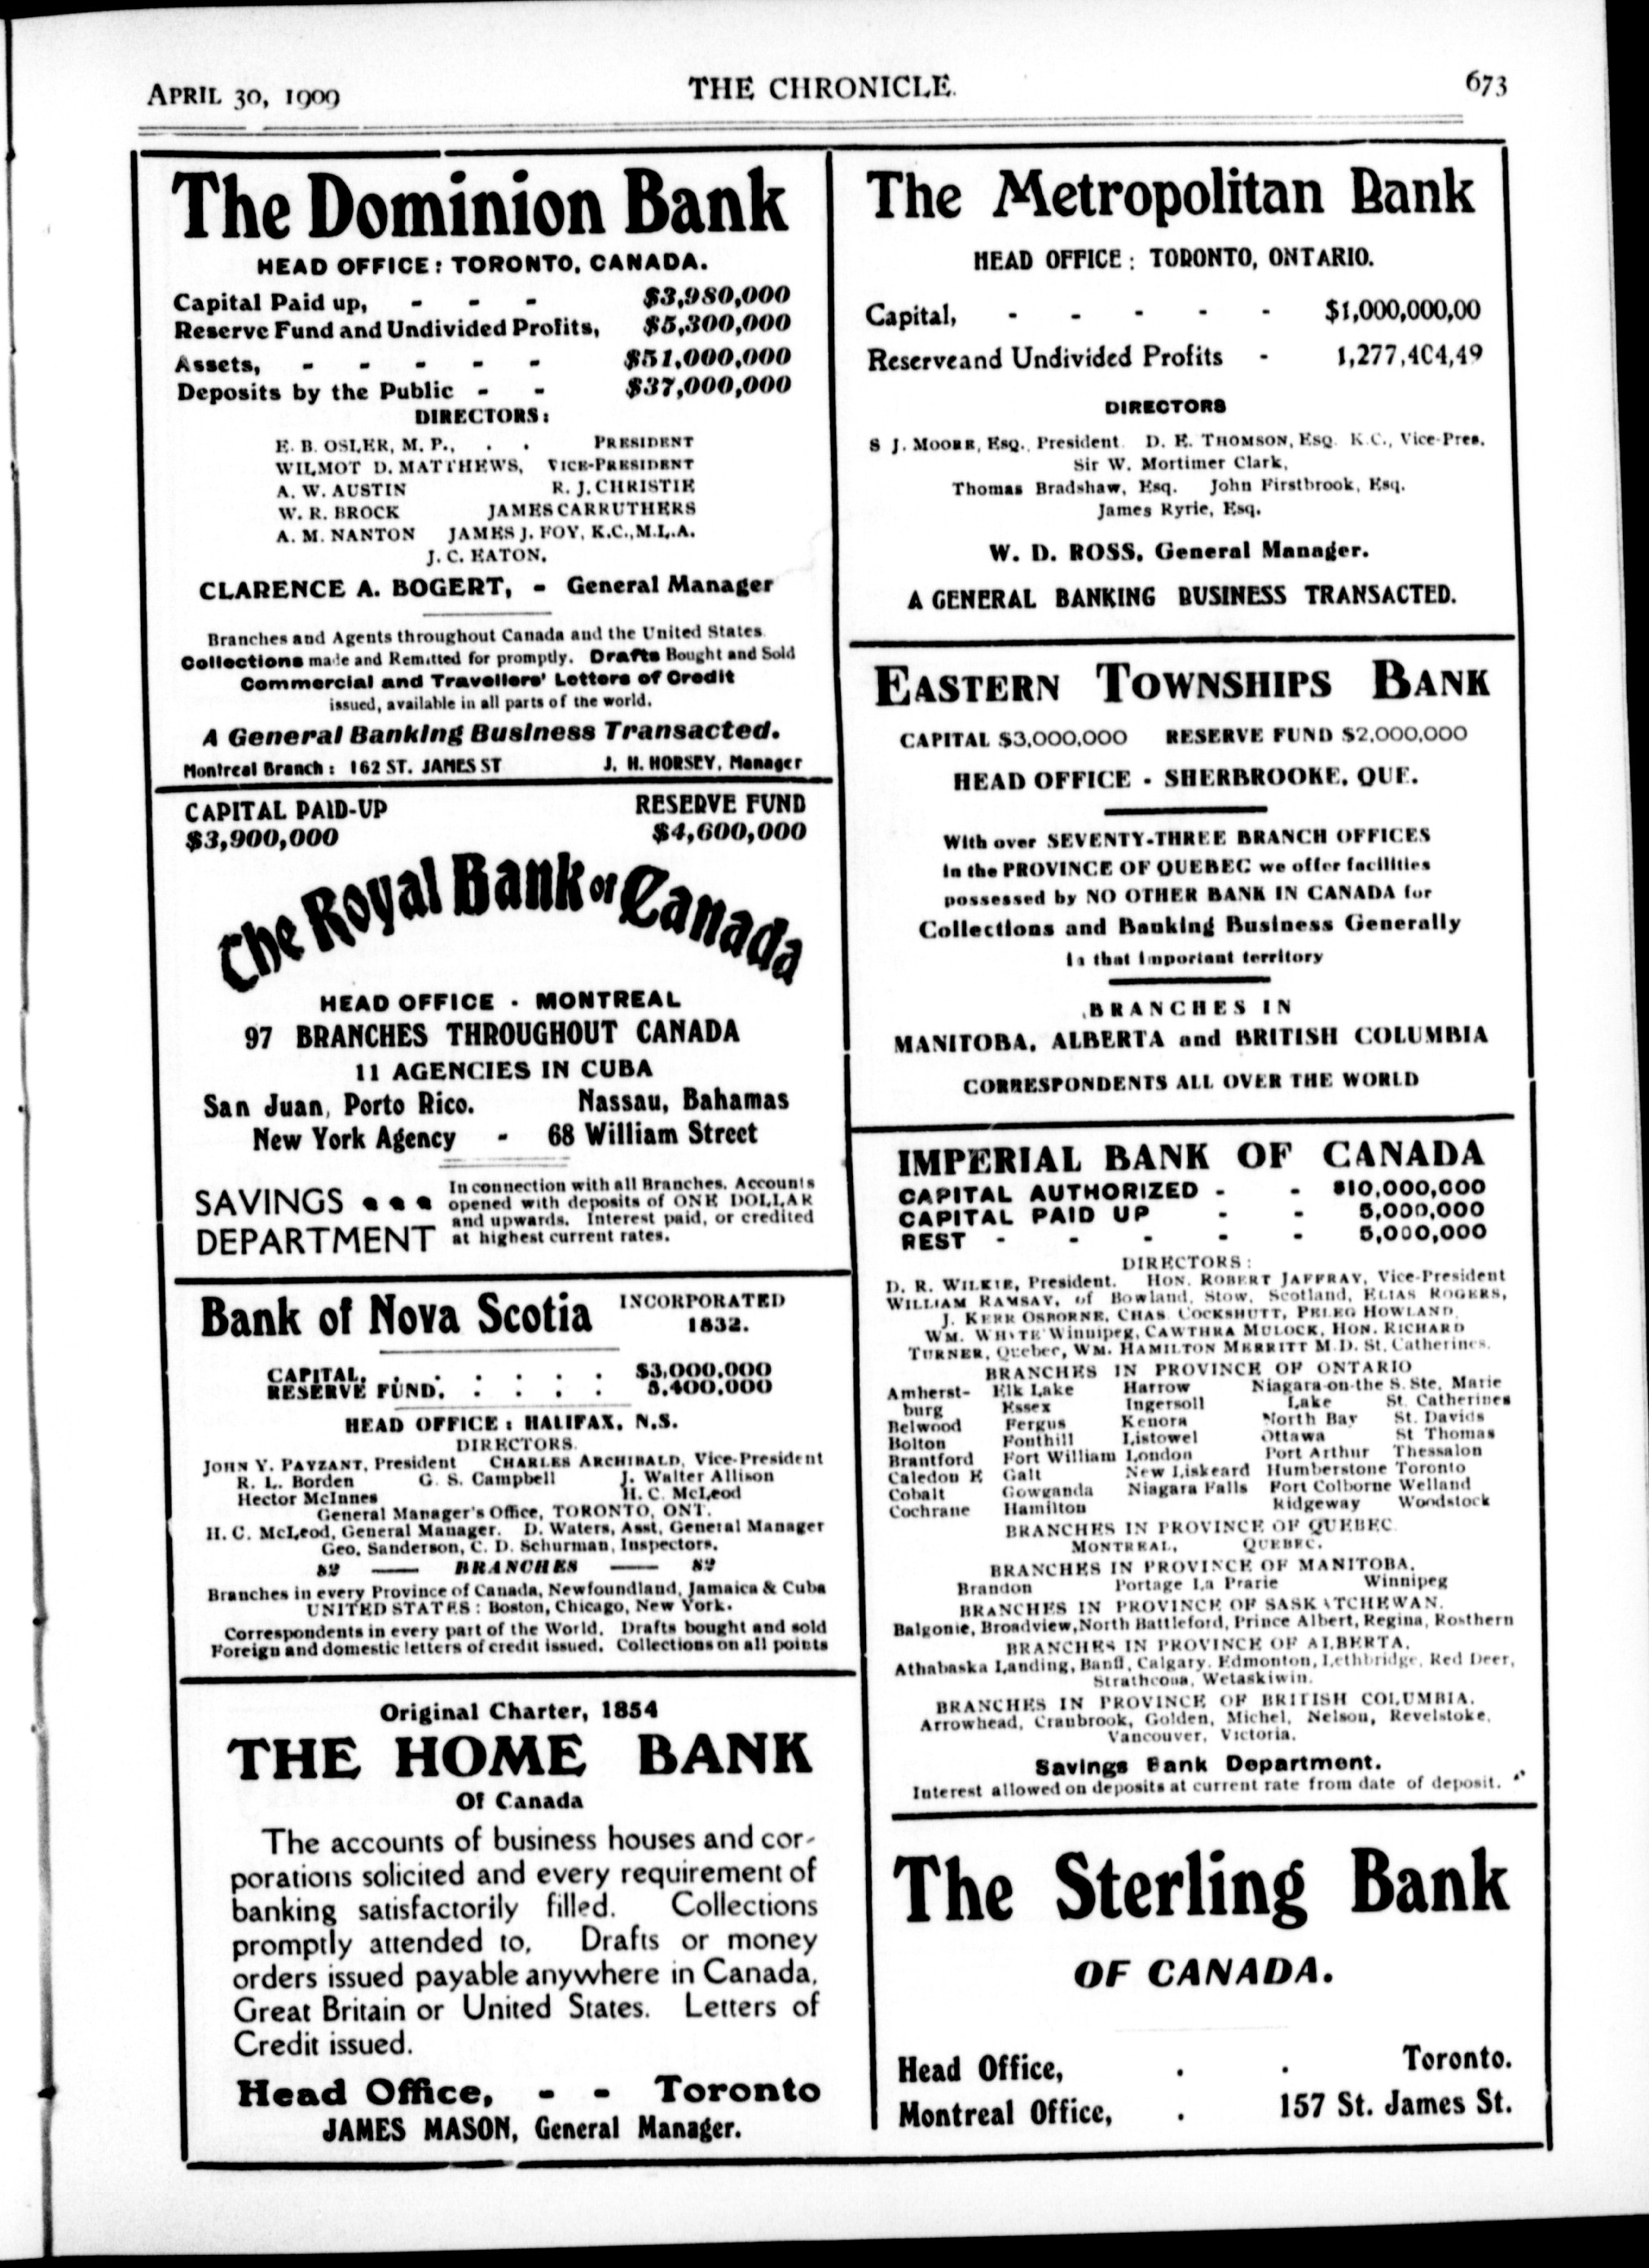 APRIL 30, 1909 THE CHRONICLE. 673
The Dominion Bank
HEAD OFFICE: TORONTO, CANADA.
Capital Paid up, - - - $3,980,000
Reserve Fund and Undivided Profits, $5,300,000
Assets, - - - - - $51,000,000
Deposits by the Public - - $37,000,000
DIRECTORS:
E. B. OSLER, M. P., . . PRESIDENT
WILMOT D. MATTHEWS, VICE-PRESIDENT
A. W. AUSTIN R. J. CHRISTIE
W. R. BROCK JAMES CARRUTHERS
A. M. NANTON JAMES J. FOY, K.C., M.L.A.
J. C. EATON.
CLARENCE A. BOGERT, - General Manager
Branches and Agents throughout Canada and the United States.
Collections made and Remitted for promptly. Drafts Bought and Sold
Commercial and Travellers' Letters of Credit
issued, available in all parts of the world.
A General Banking Business Transacted.
Montreal Branch: 162 ST. JAMES ST J. H. HORSEY, Manager
CAPITAL PAID-UP RESERVE FUND
$3,900,000 $4,600,000
The Royal Bank of Canada
HEAD OFFICE - MONTREAL
97 BRANCHES THROUGHOUT CANADA
11 AGENCIES IN CUBA
San Juan, Porto Rico. Nassau, Bahamas
New York Agency - 68 William Street
SAVINGS DEPARTMENT
In connection with all Branches. Accounts
opened with deposits of ONE DOLLAR
and upwards. Interest paid, or credited
at highest current rates.
Bank of Nova Scotia INCORPORATED 1832.
CAPITAL, . . . . . $3,000,000
RESERVE FUND, . . . . 5,400,000
HEAD OFFICE: HALIFAX, N.S.
DIRECTORS.
JOHN Y. PAYZANT, President CHARLES ARCHIBALD, Vice-President
R. L. Borden G. S. Campbell J. Walter Allison
Hector McInnes H. C. McLeod
General Manager's Office, TORONTO, ONT.
H. C. McLeod, General Manager. D. Waters, Asst. General Manager
Geo. Sanderson, C. D. Schurman, Inspectors.
82 —— BRANCHES —— 82
Branches in every Province of Canada, Newfoundland, Jamaica & Cuba
UNITED STATES: Boston, Chicago, New York.
Correspondents in every part of the World. Drafts bought and sold
Foreign and domestic letters of credit issued. Collections on all points
Original Charter, 1854
THE HOME BANK
Of Canada
The accounts of business houses and cor-
porations solicited and every requirement of
banking satisfactorily filled. Collections
promptly attended to. Drafts or money
orders issued payable anywhere in Canada,
Great Britain or United States. Letters of
Credit issued.
Head Office, - - Toronto
JAMES MASON, General Manager.
The Metropolitan Bank
HEAD OFFICE: TORONTO, ONTARIO.
Capital, - - - - - $1,000,000,00
Reserve and Undivided Profits - 1,277,404,49
DIRECTORS
S J. MOORE, Esq., President. D. E. THOMSON, Esq. K.C., Vice-Pres.
Sir W. Mortimer Clark,
Thomas Bradshaw, Esq. John Firstbrook, Esq.
James Ryrie, Esq.
W. D. ROSS, General Manager.
A GENERAL BANKING BUSINESS TRANSACTED.
EASTERN TOWNSHIPS BANK
CAPITAL $3,000,000 RESERVE FUND $2,000,000
HEAD OFFICE - SHERBROOKE, QUE.
With over SEVENTY-THREE BRANCH OFFICES
in the PROVINCE OF QUEBEC we offer facilities
possessed by NO OTHER BANK IN CANADA for
Collections and Banking Business Generally
in that important territory
BRANCHES IN
MANITOBA, ALBERTA and BRITISH COLUMBIA
CORRESPONDENTS ALL OVER THE WORLD
IMPERIAL BANK OF CANADA
CAPITAL AUTHORIZED - - $10,000,000
CAPITAL PAID UP - - 5,000,000
REST - - - - - 5,000,000
DIRECTORS:
D. R. WILKIE, President. HON. ROBERT JAFFRAY, Vice-President
WILLIAM RAMSAY, of Bowland, Stow, Scotland, ELIAS ROGERS,
J. KERR OSBORNE, CHAS COCKSHUTT, PELEG HOWLAND,
WM. WHYTE Winnipeg, CAWTHRA MULOCK, HON. RICHARD
TURNER, Quebec, WM. HAMILTON MERRITT M.D. St. Catherines.
BRANCHES IN PROVINCE OF ONTARIO
Amherst- Elk Lake Harrow Niagara-on-the S. Ste. Marie
burg Essex Ingersoll Lake St. Catherines
Belwood Fergus Kenora North Bay St. Davids
Bolton Fonthill Listowel Ottawa St Thomas
Brantford Fort William London Port Arthur Thessalon
Caledon E Galt New Liskeard Humberstone Toronto
Cobalt Gowganda Niagara Falls Port Colborne Welland
Cochrane Hamilton Ridgeway Woodstock
BRANCHES IN PROVINCE OF QUEBEC.
MONTREAL, QUEBEC.
BRANCHES IN PROVINCE OF MANITOBA.
Brandon Portage La Prarie Winnipeg
BRANCHES IN PROVINCE OF SASKATCHEWAN.
Balgonie, Broadview, North Battleford, Prince Albert, Regina, Rosthern
BRANCHES IN PROVINCE OF ALBERTA.
Athabaska Landing, Banff, Calgary, Edmonton, Lethbridge, Red Deer,
Strathcona, Wetaskiwin.
BRANCHES IN PROVINCE OF BRITISH COLUMBIA.
Arrowhead, Cranbrook, Golden, Michel, Nelson, Revelstoke,
Vancouver, Victoria.
Savings Bank Department.
Interest allowed on deposits at current rate from date of deposit.
The Sterling Bank
OF CANADA.
Head Office, . . Toronto.
Montreal Office, . 157 St. James St.